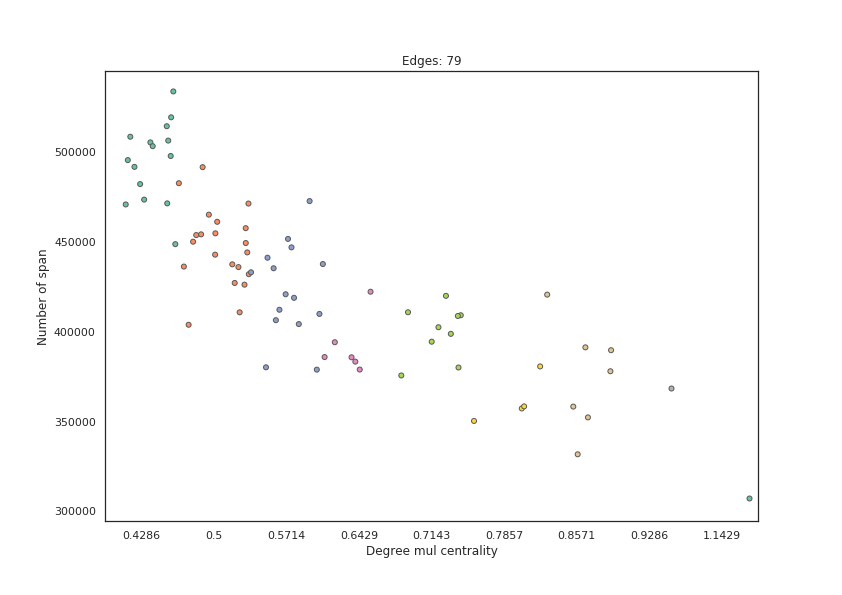 Edges: 79
Number of span
500000
450000
400000
350000
300000
0.4286 0.5 0.5714 0.6429 0.7143 0.7857 0.8571 0.9286 1.1429
Degree mul centrality